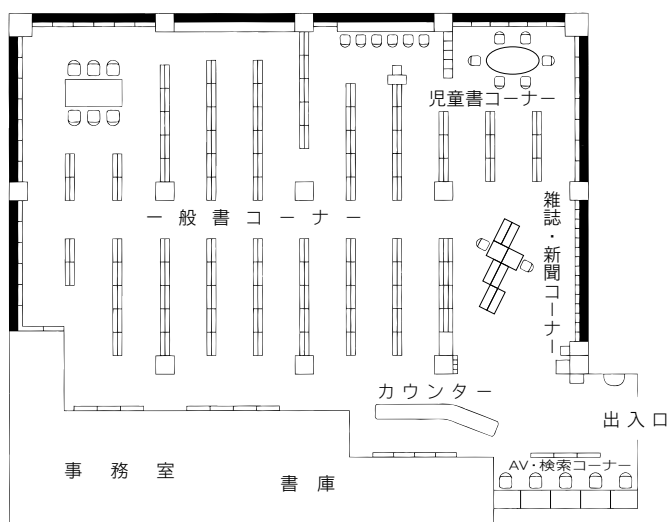 児童書コーナー
一般書コーナー
雑誌・新聞コーナー
カウンター
出入口
AV・検索コーナー
事務室
書庫